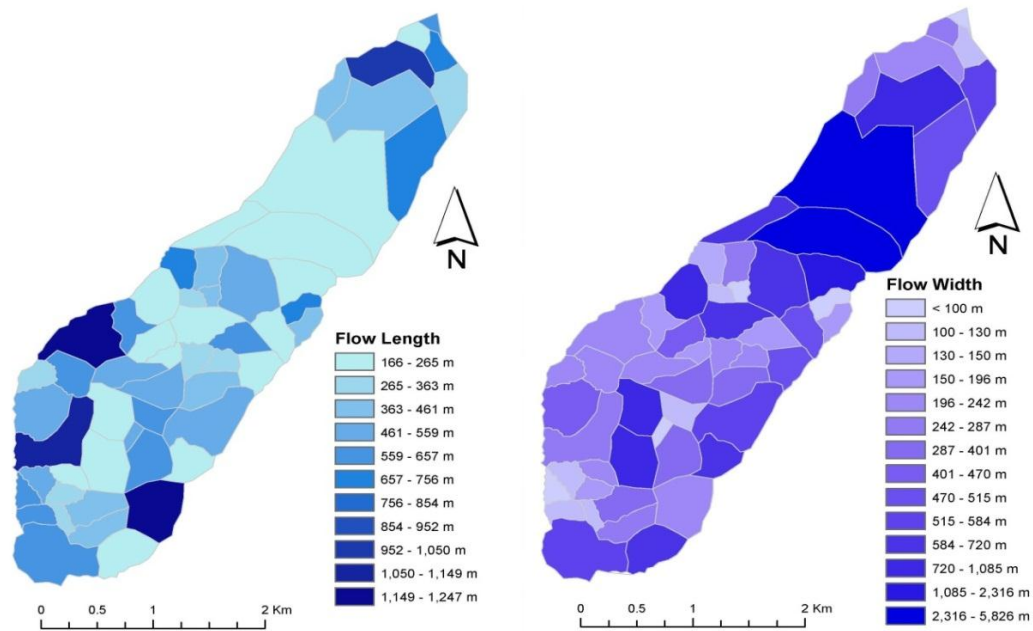 N
Flow Length
166 - 265 m
265 - 363 m
363 - 461 m
461 - 559 m
559 - 657 m
657 - 756 m
756 - 854 m
854 - 952 m
952 - 1,050 m
1,050 - 1,149 m
1,149 - 1,247 m
0 0.5 1 2 Km
N
Flow Width
< 100 m
100 - 130 m
130 - 150 m
150 - 196 m
196 - 242 m
242 - 287 m
287 - 401 m
401 - 470 m
470 - 515 m
515 - 584 m
584 - 720 m
720 - 1,085 m
1,085 - 2,316 m
2,316 - 5,826 m
0 0.5 1 2 Km